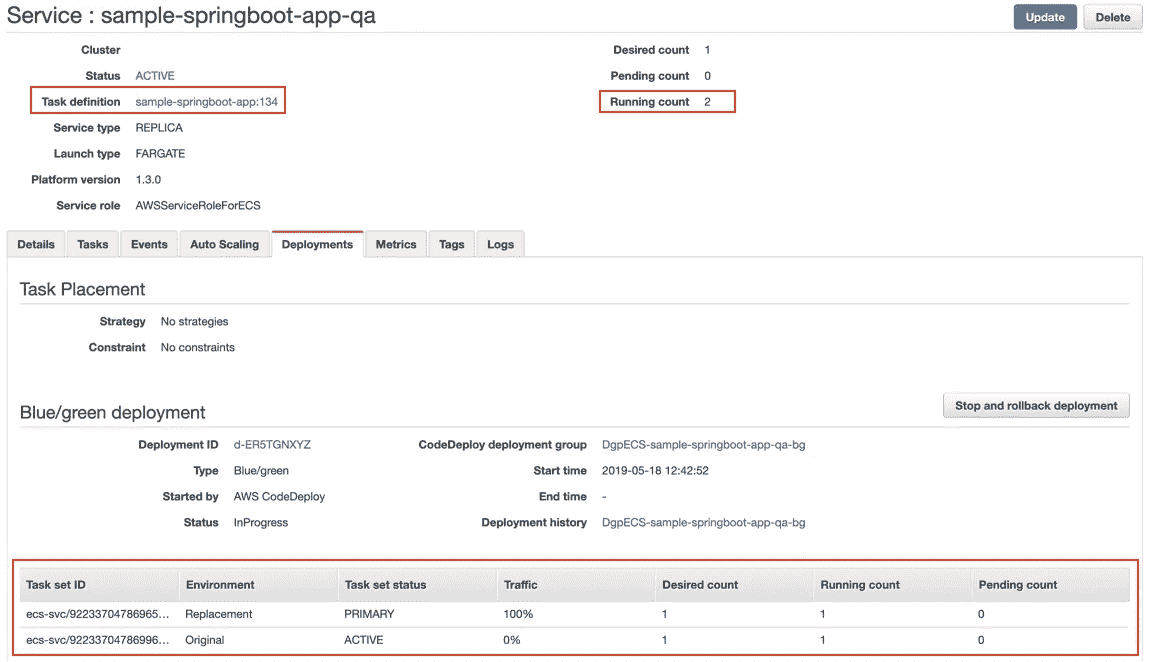 Service : sample-springboot-app-qa
Update Delete
Cluster
Desired count 1
Status ACTIVE
Pending count 0
Task definition sample-springboot-app:134
Running count 2
Service type REPLICA
Launch type FARGATE
Platform version 1.3.0
Service role AWSServiceRoleForECS
Details Tasks Events Auto Scaling Deployments Metrics Tags Logs
Task Placement
Strategy No strategies
Constraint No constraints
Blue/green deployment
Stop and rollback deployment
Deployment ID d-ER5TGNXYZ CodeDeploy deployment group DgpECS-sample-springboot-app-qa-bg
Type Blue/green Start time 2019-05-18 12:42:52
Started by AWS CodeDeploy End time -
Status InProgress Deployment history DgpECS-sample-springboot-app-qa-bg
Task set ID Environment Task set status Traffic Desired count Running count Pending count
ecs-svc/92233704786965... Replacement PRIMARY 100% 1 1 0
ecs-svc/92233704786996... Original ACTIVE 0% 1 1 0